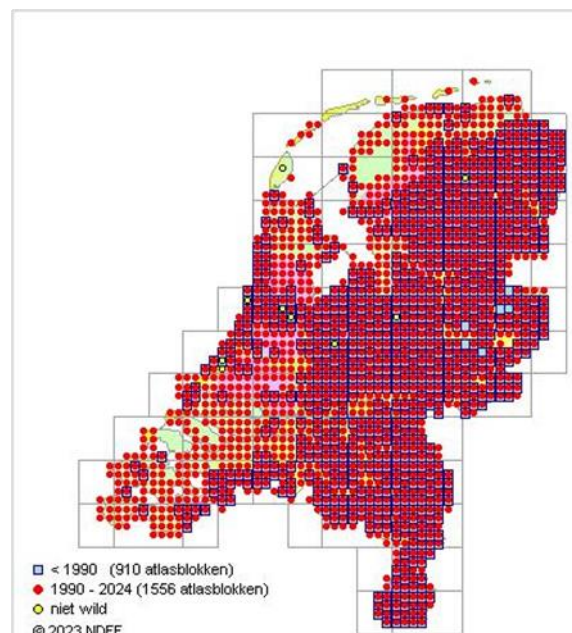 < 1990 (910 atlasblokken)
1990 - 2024 (1556 atlasblokken)
niet wild
© 2023 NDFF